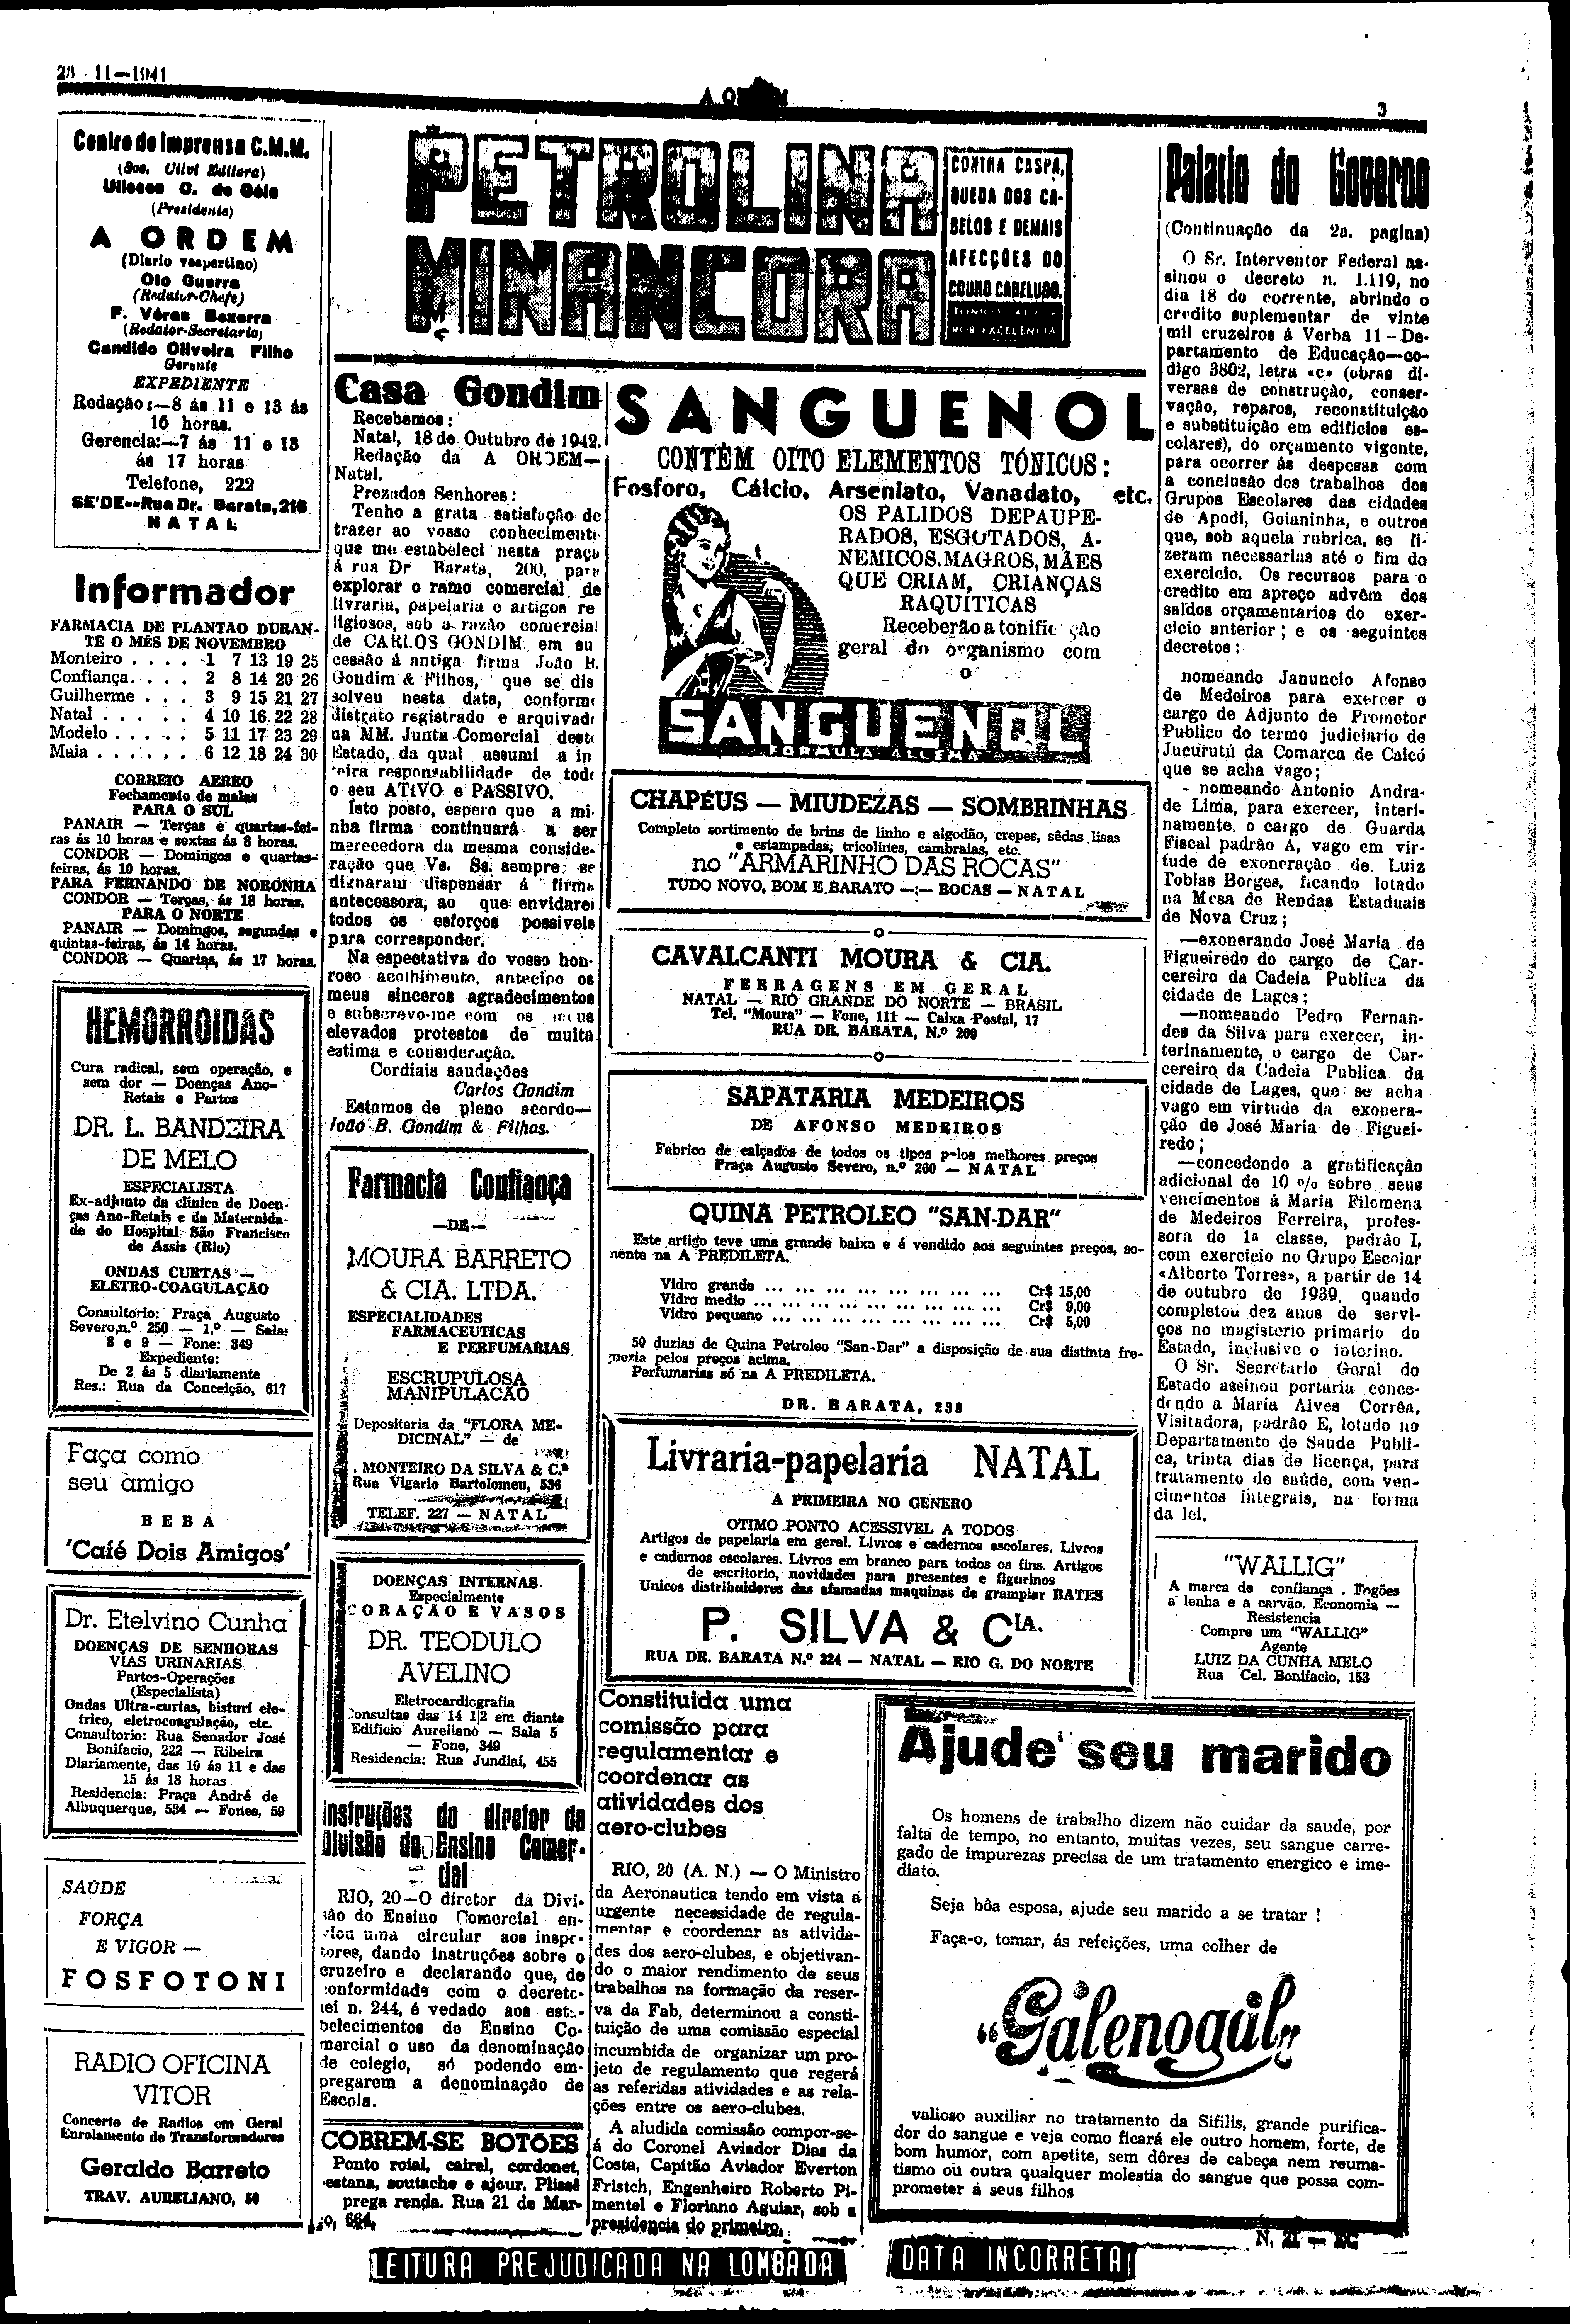 20 - 11 - 1941
3
Centro de Imprensa C.M.M.
(Soc. Civil Editora)
Ulisses C. de Góis
(Presidente)
A ORDEM
(Diario vespertino)
Oto Guerra
(Redator-Chefe)
F. Véras Bezerra
(Redator-Secretario)
Candido Oliveira Filho
Gerente
EXPEDIENTE
Redação:—8 ás 11 e 13 ás
16 horas.
Gerencia:—7 ás 11 e 13
ás 17 horas
Telefone, 222
SE'DE--Rua Dr. Barata, 216
NATAL
Informador
FARMACIA DE PLANTAO DURAN-
TE O MÊS DE NOVEMBRO
Monteiro . . . . 1 7 13 19 25
Confiança. . . . 2 8 14 20 26
Guilherme . . . 3 9 15 21 27
Natal . . . . . . 4 10 16 22 28
Modelo . . . . . 5 11 17 23 29
Maia . . . . . . 6 12 18 24 30
CORREIO AÉREO
Fechamento de malas
PARA O SUL
PANAIR — Terças e quartas-fei-
ras ás 10 horas e sextas ás 8 horas.
CONDOR — Domingos e quartas-
feiras, ás 10 horas.
PARA FERNANDO DE NORONHA
CONDOR — Terças, ás 18 horas.
PARA O NORTE
PANAIR — Domingos, segundas e
quintas-feiras, ás 14 horas.
CONDOR — Quartas, ás 17 horas.
HEMORROIDAS
Cura radical, sem operação, e
sem dor — Doenças Ano-
Retais e Partos
DR. L. BANDEIRA
DE MELO
ESPECIALISTA
Ex-adjunto da clinica de Doen-
ças Ano-Retais e da Maternida-
de do Hospital São Francisco
de Assis (Rio)
ONDAS CURTAS —
ELETRO-COAGULAÇÃO
Consultorio: Praça Augusto
Severo, n.º 250 — 1.º — Sala:
8 e 9 — Fone: 349
Expediente:
De 2 ás 5 diariamente
Res.: Rua da Conceição, 617
Faça como
seu amigo
BEBA
'Café Dois Amigos'
Dr. Etelvino Cunha
DOENÇAS DE SENHORAS
VIAS URINARIAS
Partos-Operações
(Especialista)
Ondas Ultra-curtas, bisturí ele-
trico, eletrocoagulação, etc.
Consultorio: Rua Senador José
Bonifacio, 222 — Ribeira
Diariamente, das 10 ás 11 e das
15 ás 18 horas
Residencia: Praça André de
Albuquerque, 534 — Fones, 59
SAÚDE
FORÇA
E VIGOR —
FOSFOTONI
RADIO OFICINA
VITOR
Concerto de Radios em Geral
Enrolamento de Transformadores
Geraldo Barreto
TRAV. AURELIANO, 50
PETROLINA
MINANCORA
CONTRA CASPA,
QUEDA DOS CA-
BELOS E DEMAIS
AFECÇÕES DO
COURO CABELUDO.
TONICO
POR EXCELENCIA
Casa Gondim
Recebemos:
Natal, 18 de Outubro de 1942.
Redação da A ORDEM—
Natal.
Prezados Senhores:
Tenho a grata satisfação de
trazer ao vosso conhecimento
que me estabeleci nesta praça
á rua Dr Barata, 200, para
explorar o ramo comercial de
livraria, papelaria e artigos re
ligiosos, sob a razão comercial
de CARLOS GONDIM, em su
cessão á antiga firma João B.
Gondim & Filhos, que se dis
solveu nesta data, conforme
distrato registrado e arquivado
na MM. Junta Comercial deste
Estado, da qual assumi a in
teira responsabilidade de todo
o seu ATIVO e PASSIVO.
Isto posto, espero que a mi-
nha firma continuará a ser
merecedora da mesma conside-
ração que Vs. Ss. sempre se
dignaram dispensar á firma
antecessora, ao que envidarei
todos os esforços possiveis
para corresponder.
Na espectativa do vosso hon-
roso acolhimento, antecipo os
meus sinceros agradecimentos
e subscrevo-me com os meus
elevados protestos de muita
estima e consideração.
Cordiais saudações
Carlos Gondim
Estamos de pleno acordo—
João B. Gondim & Filhos.
Farmacia Confiança
—DE—
MOURA BARRETO
& CIA. LTDA.
ESPECIALIDADES
FARMACEUTICAS
E PERFUMARIAS
ESCRUPULOSA
MANIPULACÃO
Depositaria da "FLORA ME-
DICINAL" — de
MONTEIRO DA SILVA & C.ª
Rua Vigario Bartolomeu, 536
TELEF. 227 — NATAL
DOENÇAS INTERNAS
Especialmente
CORAÇÃO E VASOS
DR. TEODULO
AVELINO
Eletrocardiografia
Consultas das 14 1|2 em diante
Edificio Aureliano — Sala 5
— Fone, 349
Residencia: Rua Jundiaí, 455
Instruções do diretor da
Divisão do Ensino Comer-
cial
RIO, 20—O diretor da Divi-
são do Ensino Comercial en-
viou uma circular aos inspe-
tores, dando instruções sobre o
cruzeiro e declarando que, de
conformidade com o decreto-
lei n. 244, é vedado aos esta-
belecimentos do Ensino Co-
mercial o uso da denominação
de colegio, só podendo em-
pregarem a denominação de
Escola.
COBREM-SE BOTÕES
Ponto roial, cairel, cordonet,
estana, soutache e ajour. Plissê
prega renda. Rua 21 de Mar-
ço, 664,
SANGUENOL
CONTÉM OITO ELEMENTOS TÓNICOS:
Fosforo, Cálcio, Arseniato, Vanadato, etc.
OS PALIDOS DEPAUPE-
RADOS, ESGOTADOS, A-
NEMICOS, MAGROS, MÃES
QUE CRIAM, CRIANÇAS
RAQUITICAS
Receberão a tonific ção
geral do organismo com
o
SANGUENOL
FORMULA ALLEMÃ
CHAPÉUS — MIUDEZAS — SOMBRINHAS
Completo sortimento de brins de linho e algodão, crepes, sêdas lisas
e estampadas, tricolines, cambraias, etc.
no "ARMARINHO DAS ROCAS"
TUDO NOVO, BOM E BARATO —:— ROCAS — NATAL
CAVALCANTI MOURA & CIA.
FERRAGENS EM GERAL
NATAL — RIO GRANDE DO NORTE — BRASIL
Tel. "Moura" — Fone, 111 — Caixa Postal, 17
RUA DR. BARATA, N.º 209
SAPATARIA MEDEIROS
DE AFONSO MEDEIROS
Fabrico de calçados de todos os tipos pelos melhores preços
Praça Augusto Severo, n.º 260 — NATAL
QUINA PETROLEO "SAN-DAR"
Este artigo teve uma grande baixa e é vendido aos seguintes preços, so-
mente na A PREDILETA.
Vidro grande ... ... ... ... ... ... ... ... Cr$ 15,00
Vidro medio ... ... ... ... ... ... ... ... ... Cr$ 9,00
Vidro pequeno ... ... ... ... ... ... ... ... Cr$ 5,00
50 duzias de Quina Petroleo "San-Dar" a disposição de sua distinta fre-
guezia pelos preços acima.
Perfumarias só na A PREDILETA.
DR. BARATA, 238
Livraria-papelaria NATAL
A PRIMEIRA NO GENERO
OTIMO PONTO ACESSIVEL A TODOS
Artigos de papelaria em geral. Livros e cadernos escolares. Livros
e cadernos escolares. Livros em branco para todos os fins. Artigos
de escritorio, novidades para presentes e figurinos
Unicos distribuidores das afamadas maquinas de grampiar BATES
P. SILVA & CIA.
RUA DR. BARATA N.º 224 — NATAL — RIO G. DO NORTE
Constituida uma
comissão para
regulamentar e
coordenar as
atividades dos
aero-clubes
RIO, 20 (A. N.) — O Ministro
da Aeronautica tendo em vista a
urgente necessidade de regula-
mentar e coordenar as ativida-
des dos aero-clubes, e objetivan-
do o maior rendimento de seus
trabalhos na formação da reser-
va da Fab, determinou a consti-
tuição de uma comissão especial
incumbida de organizar um pro-
jeto de regulamento que regerá
as referidas atividades e as rela-
ções entre os aero-clubes.
A aludida comissão compor-se-
á do Coronel Aviador Dias da
Costa, Capitão Aviador Everton
Fristch, Engenheiro Roberto Pi-
mentel e Floriano Aguiar, sob a
presidencia do primeiro.
Palacio do Governo
(Continuação da 2a. pagina)
O Sr. Interventor Federal as-
sinou o decreto n. 1.119, no
dia 18 do corrente, abrindo o
credito suplementar de vinte
mil cruzeiros á Verba 11—De-
partamento de Educação—co-
digo 3802, letra «c» (obras di-
versas de construção, conser-
vação, reparos, reconstituição
e substituição em edificios es-
colares), do orçamento vigente,
para ocorrer ás despesas com
a conclusão dos trabalhos dos
Grupos Escolares das cidades
de Apodi, Goianinha, e outros
que, sob aquela rubrica, se fi-
zeram necessarias até o fim do
exercicio. Os recursos para o
credito em apreço advêm dos
saldos orçamentarios do exer-
cicio anterior; e os seguintes
decretos:
nomeando Januncio Afonso
de Medeiros para exercer o
cargo de Adjunto de Promotor
Publico do termo judiciario de
Jucurutú da Comarca de Caicó
que se acha vago;
- nomeando Antonio Andra-
de Lima, para exercer, interi-
namente, o cargo de Guarda
Fiscal padrão A, vago em vir-
tude de exoneração de Luiz
Tobias Borges, ficando lotado
na Mesa de Rendas Estaduais
de Nova Cruz;
—exonerando José Maria de
Figueiredo do cargo de Car-
cereiro da Cadeia Publica da
cidade de Lages;
—nomeando Pedro Fernan-
des da Silva para exercer, in-
terinamente, o cargo de Car-
cereiro da Cadeia Publica da
cidade de Lages, que se acha
vago em virtude da exonera-
ção de José Maria de Figuei-
redo;
—concedendo a gratificação
adicional de 10 o/o sobre seus
vencimentos á Maria Filomena
de Medeiros Ferreira, profes-
sora de 1a classe, padrão I,
com exercicio no Grupo Escolar
«Alberto Torres», a partir de 14
de outubro de 1939, quando
completou dez anos de servi-
ços no magisterio primario do
Estado, inclusive o interino.
O Sr. Secretario Geral do
Estado assinou portaria conce-
dendo a Maria Alves Corrêa,
Visitadora, padrão E, lotado no
Departamento de Saude Publi-
ca, trinta dias de licença, para
tratamento de saúde, com ven-
cimentos integrais, na forma
da lei.
"WALLIG"
A marca de confiança . Fogões
a lenha e a carvão. Economia —
Resistencia
Compre um "WALLIG"
Agente
LUIZ DA CUNHA MELO
Rua Cel. Bonifacio, 153
Ajude seu marido
Os homens de trabalho dizem não cuidar da saude, por
falta de tempo, no entanto, muitas vezes, seu sangue carre-
gado de impurezas precisa de um tratamento energico e ime-
diato.
Seja bôa esposa, ajude seu marido a se tratar !
Faça-o, tomar, ás refeições, uma colher de
"Galenogal"
valioso auxiliar no tratamento da Sifilis, grande purifica-
dor do sangue e veja como ficará ele outro homem, forte, de
bom humor, com apetite, sem dôres de cabeça nem reuma-
tismo ou outra qualquer molestia do sangue que possa com-
prometer á seus filhos
N. 21 — EC
LEITURA PREJUDICADA NA LOMBADA
DATA INCORRETA